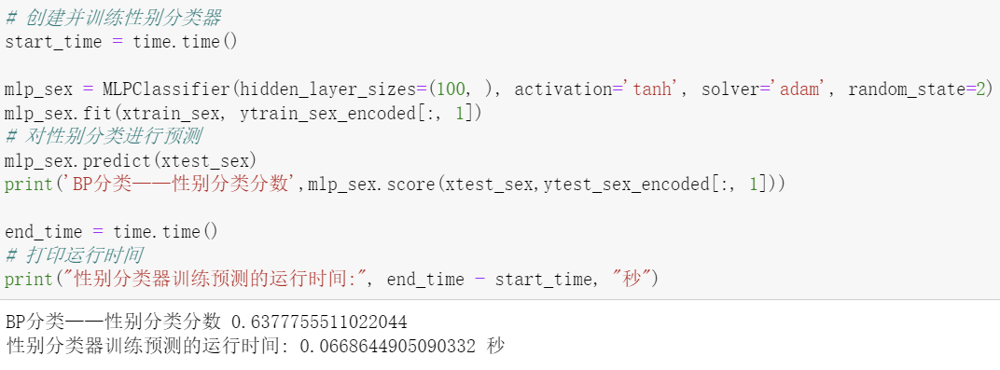 # 创建并训练性别分类器
start_time = time.time()
mlp_sex = MLPClassifier(hidden_layer_sizes=(100, ), activation='tanh', solver='adam', random_state=2)
mlp_sex.fit(xtrain_sex, ytrain_sex_encoded[:, 1])
# 对性别分类进行预测
mlp_sex.predict(xtest_sex)
print('BP分类——性别分类分数',mlp_sex.score(xtest_sex,ytest_sex_encoded[:, 1]))
end_time = time.time()
# 打印运行时间
print("性别分类器训练预测的运行时间:", end_time - start_time, "秒")
BP分类——性别分类分数 0.6377755511022044
性别分类器训练预测的运行时间: 0.0668644905090332 秒